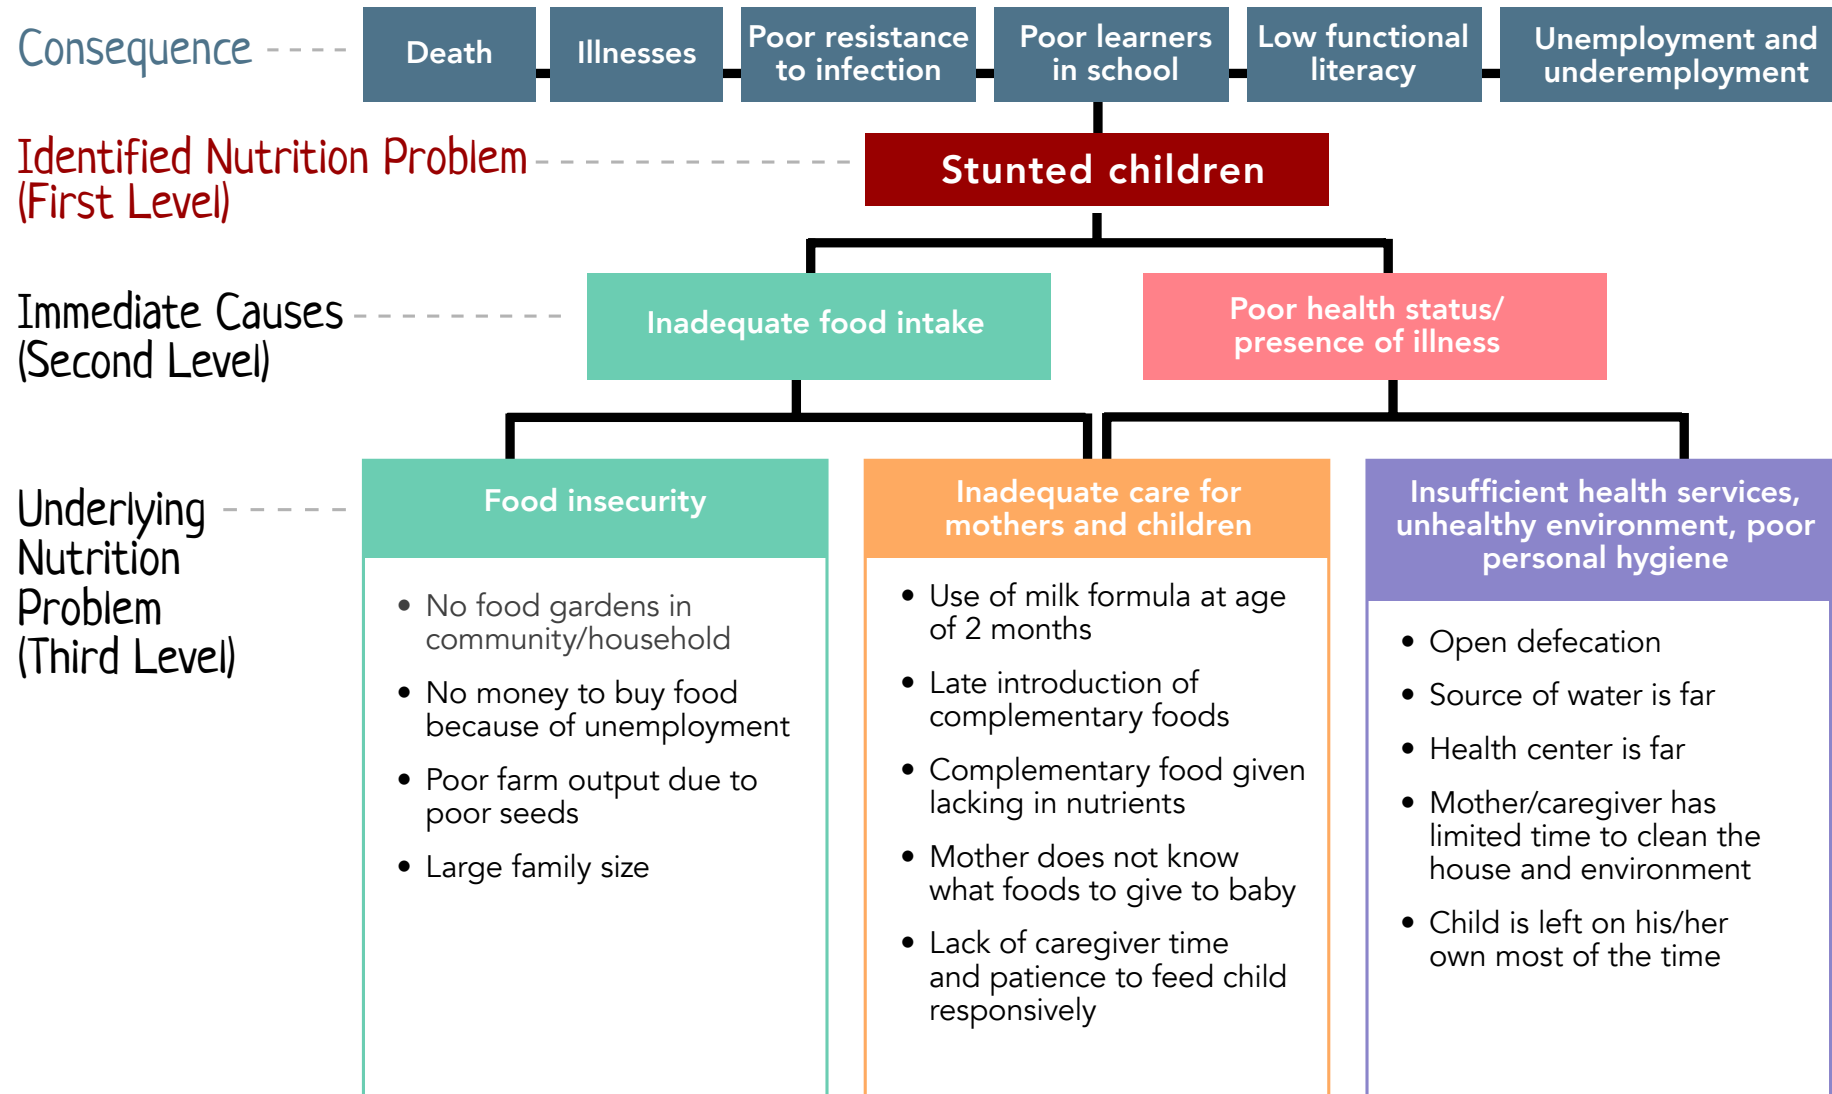 Consequence
Death
Illnesses
Poor resistance
to infection
Poor learners
in school
Low functional
literacy
Unemployment and
underemployment
Identified Nutrition Problem
(First Level)
Stunted children
Immediate Causes
(Second Level)
Inadequate food intake
Poor health status/
presence of illness
Underlying
Nutrition
Problem
(Third Level)
Food insecurity
• No food gardens in
community/household
• No money to buy food
because of unemployment
• Poor farm output due to
poor seeds
• Large family size
Inadequate care for
mothers and children
• Use of milk formula at age
of 2 months
• Late introduction of
complementary foods
• Complementary food given
lacking in nutrients
• Mother does not know
what foods to give to baby
• Lack of caregiver time
and patience to feed child
responsively
Insufficient health services,
unhealthy environment, poor
personal hygiene
• Open defecation
• Source of water is far
• Health center is far
• Mother/caregiver has
limited time to clean the
house and environment
• Child is left on his/her
own most of the time